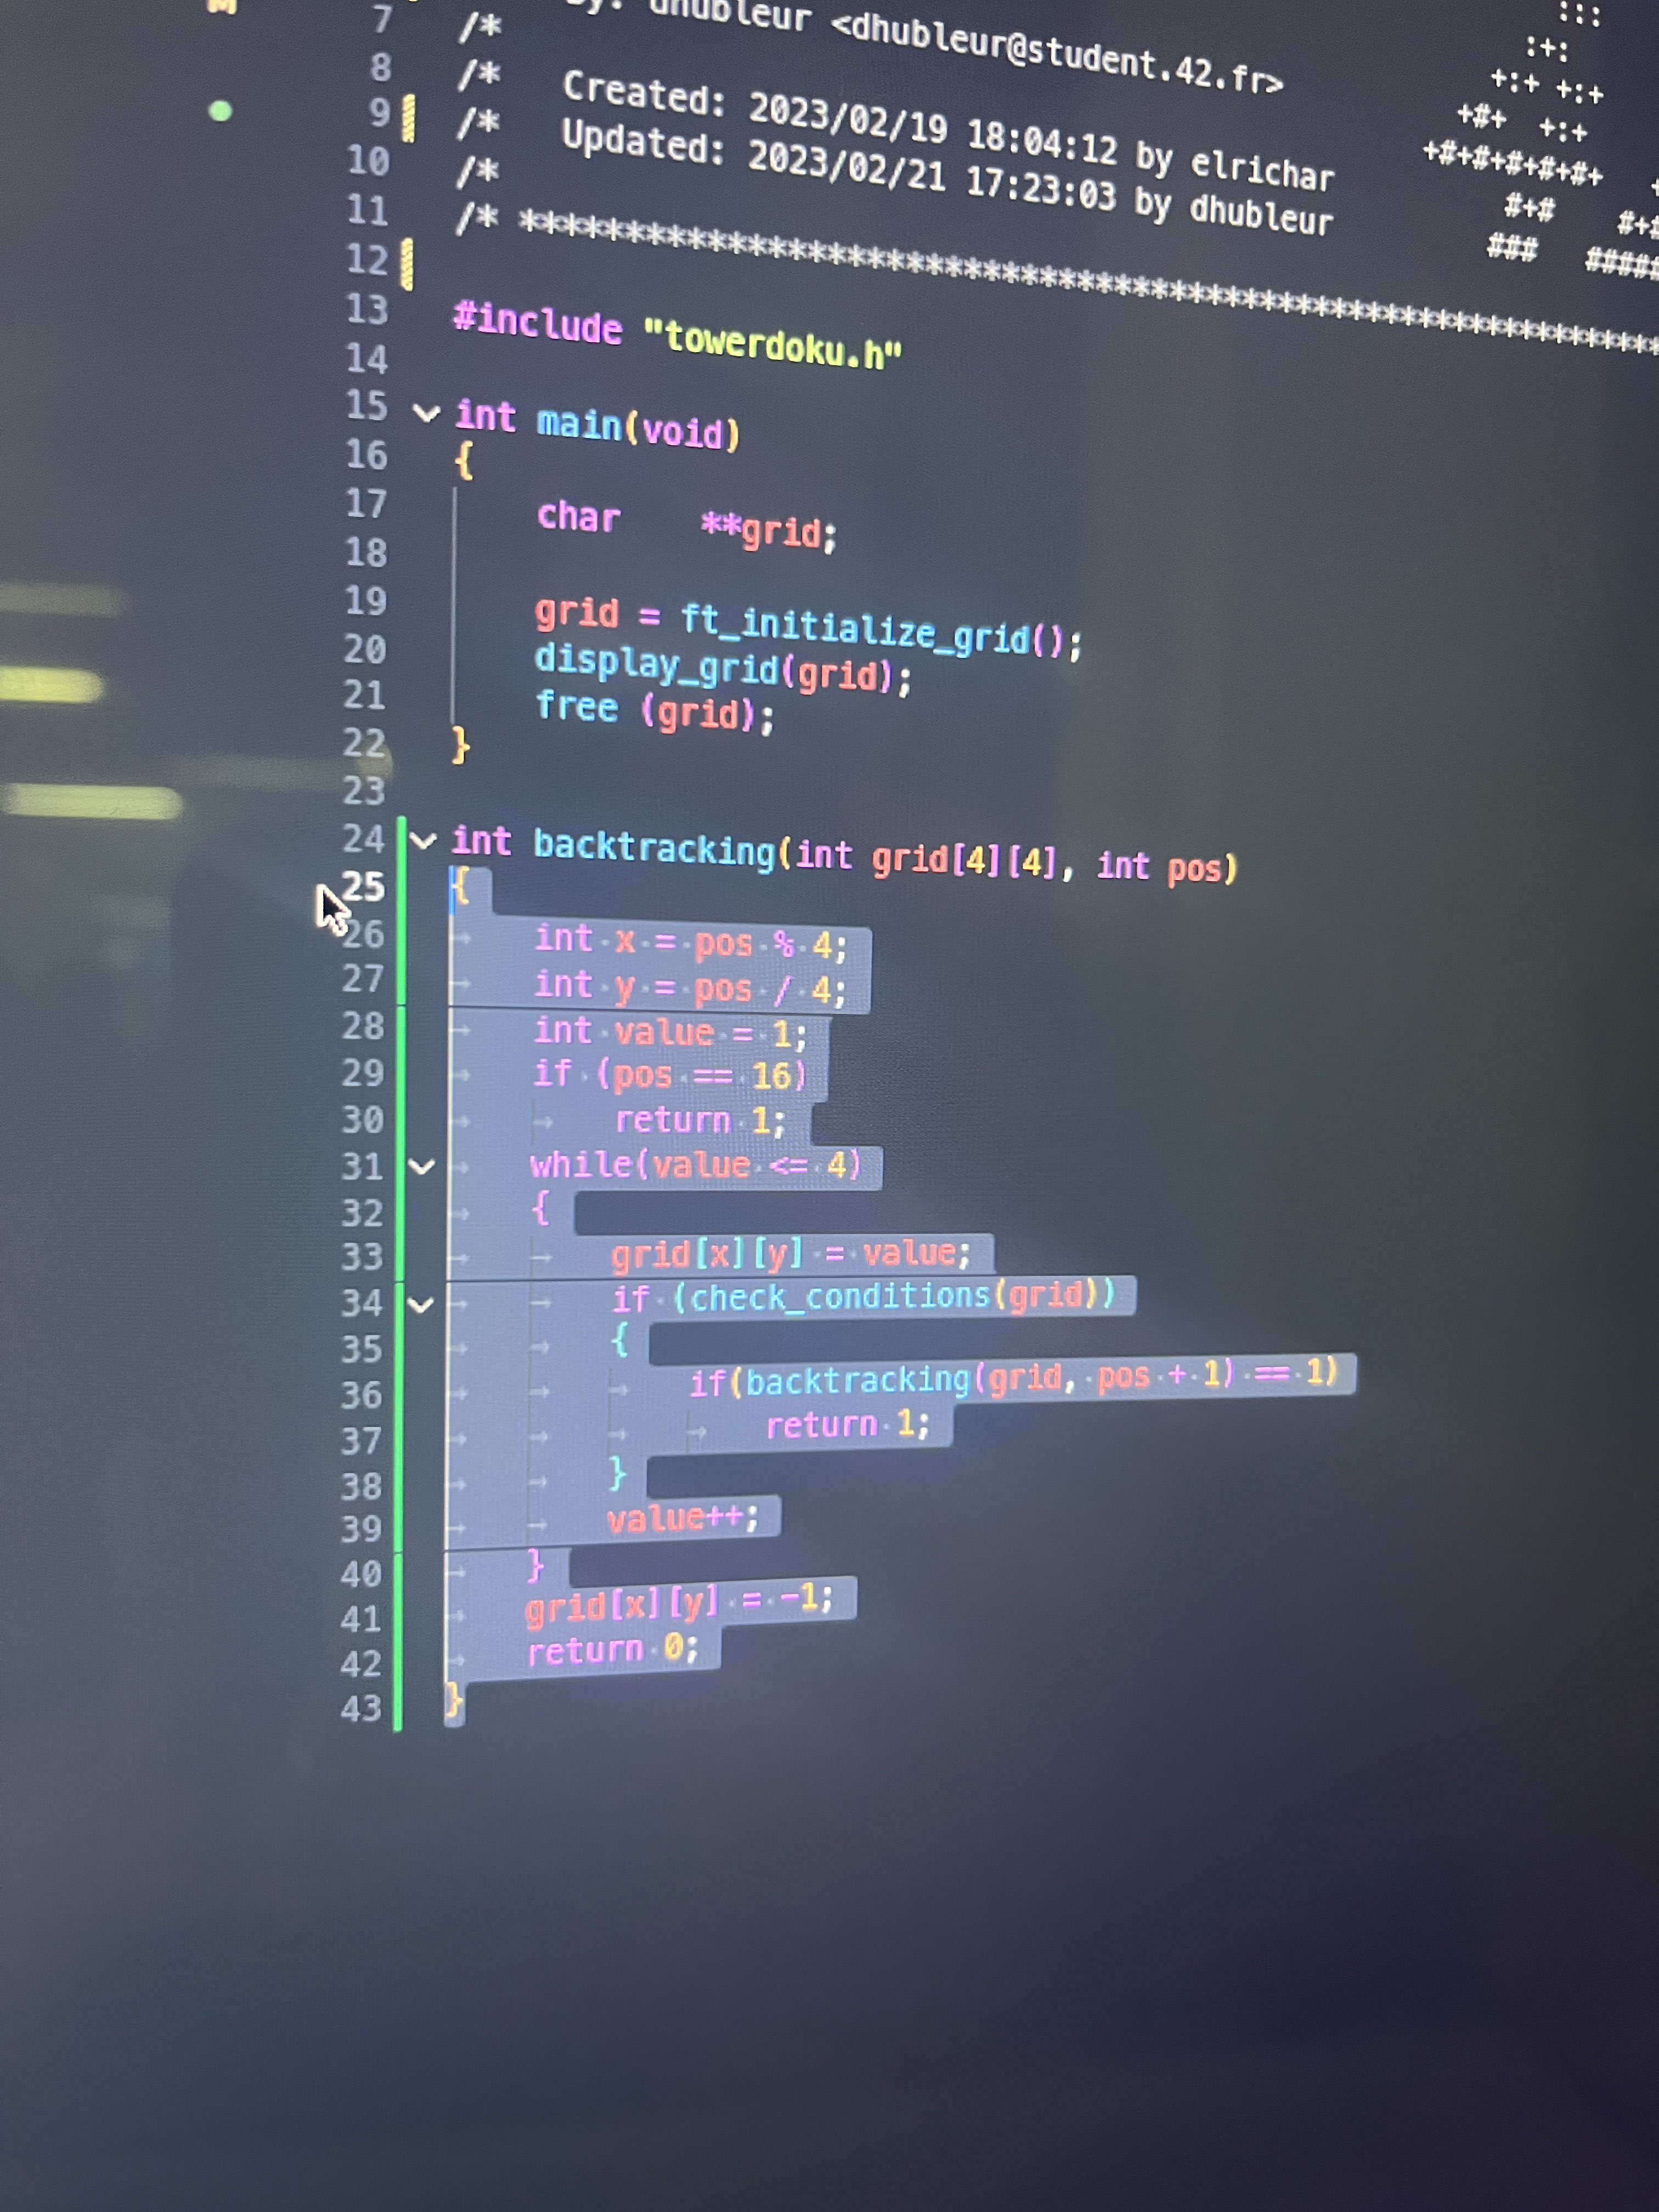 M
:::
7 /* by: dhubleur <dhubleur@student.42.fr> :+:
8 /* +:+ +:+
9 /* Created: 2023/02/19 18:04:12 by elrichar +#+ +:+
10 /* Updated: 2023/02/21 17:23:03 by dhubleur +#+#+#+#+#+
11 /* #+#
12 /* ************************ ###
13 #include "towerdoku.h"
14
15 int main(void)
16 {
17 char **grid;
18
19 grid = ft_initialize_grid();
20 display_grid(grid);
21 free (grid);
22 }
23
24 int backtracking(int grid[4][4], int pos)
25 {
26 int x = pos % 4;
27 int y = pos / 4;
28 int value = 1;
29 if (pos == 16)
30 return 1;
31 while(value <= 4)
32 {
33 grid[x][y] = value;
34 if (check_conditions(grid))
35 {
36 if(backtracking(grid, pos + 1) == 1)
37 return 1;
38 }
39 value++;
40 }
41 grid[x][y] = -1;
42 return 0;
43 }